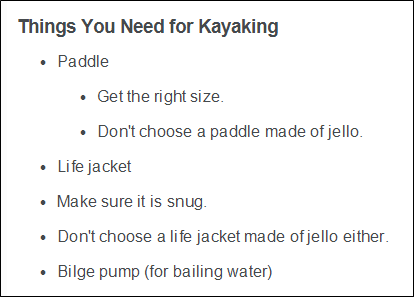 Things You Need for Kayaking
• Paddle
• Get the right size.
• Don't choose a paddle made of jello.
• Life jacket
• Make sure it is snug.
• Don't choose a life jacket made of jello either.
• Bilge pump (for bailing water)